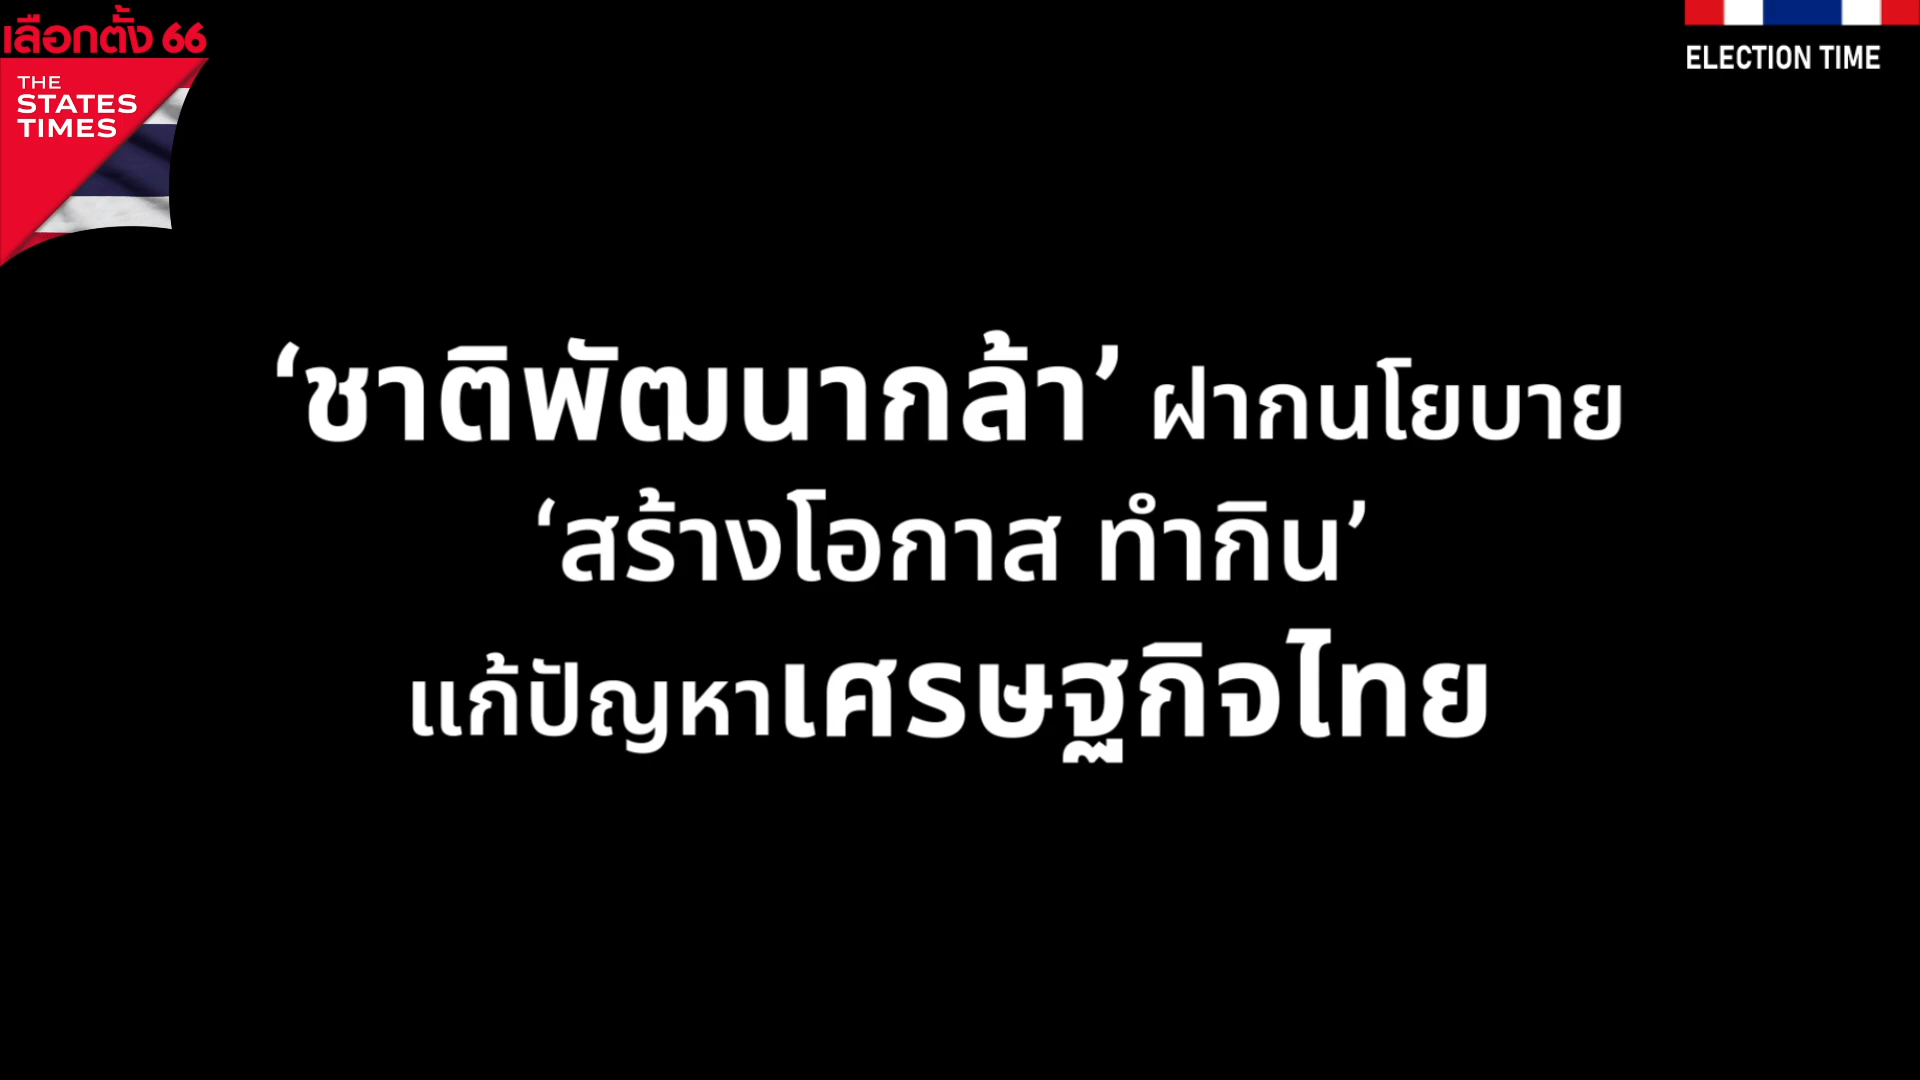 เลือกตั้ง 66
THE
STATES
TIMES
ELECTION TIME
‘ชาติพัฒนากล้า’ ฝากนโยบาย
‘สร้างโอกาส ทำกิน’
แก้ปัญหาเศรษฐกิจไทย